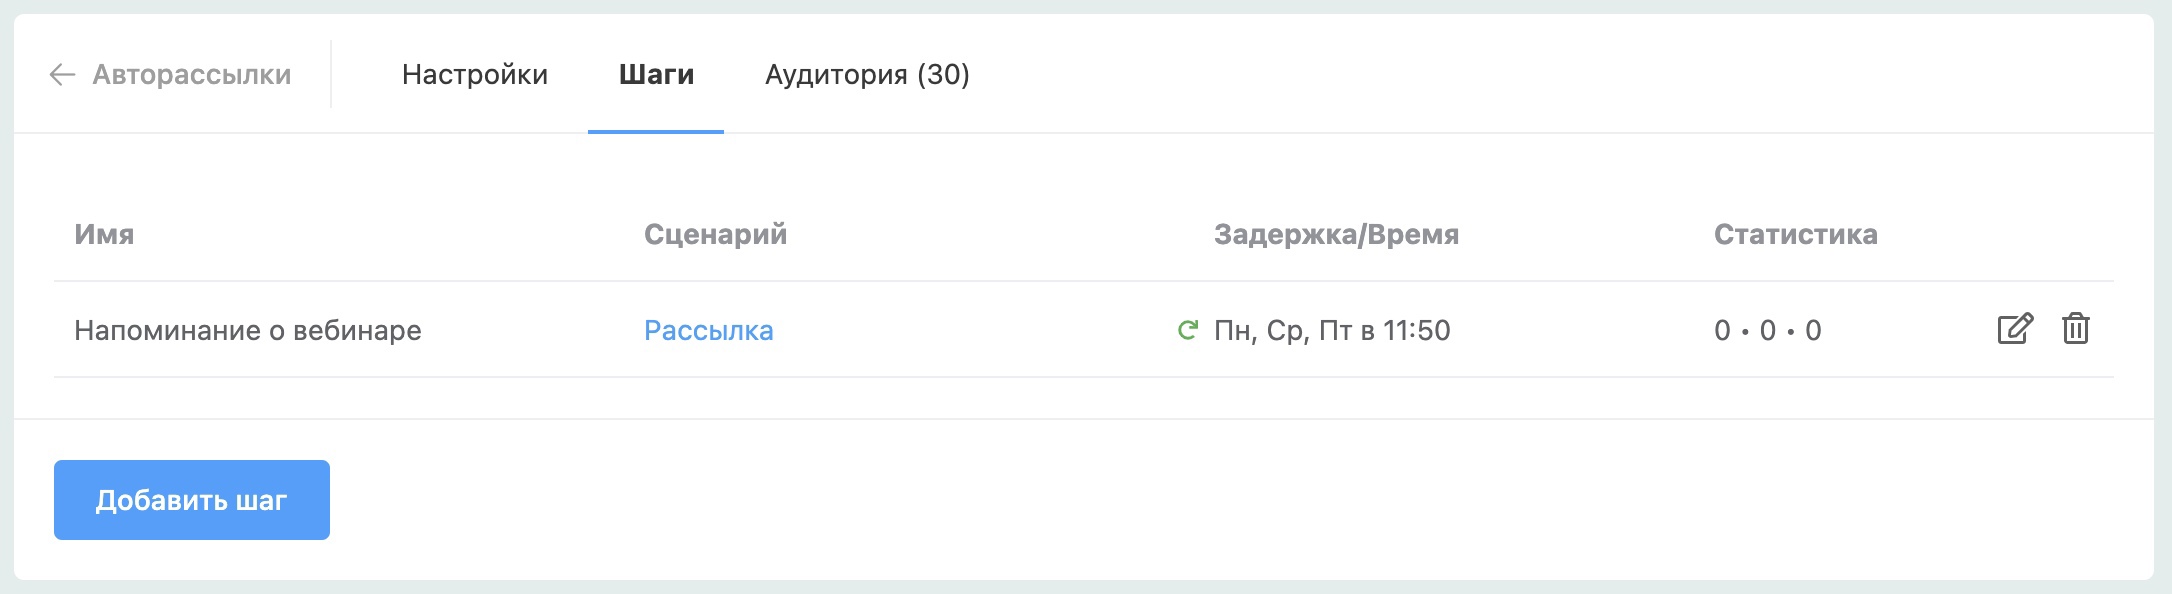 Авторассылки Настройки Шаги Аудитория (30)
Имя Сценарий Задержка/Время Статистика
Напоминание о вебинаре Рассылка Пн, Ср, Пт в 11:50 0 • 0 • 0
Добавить шаг